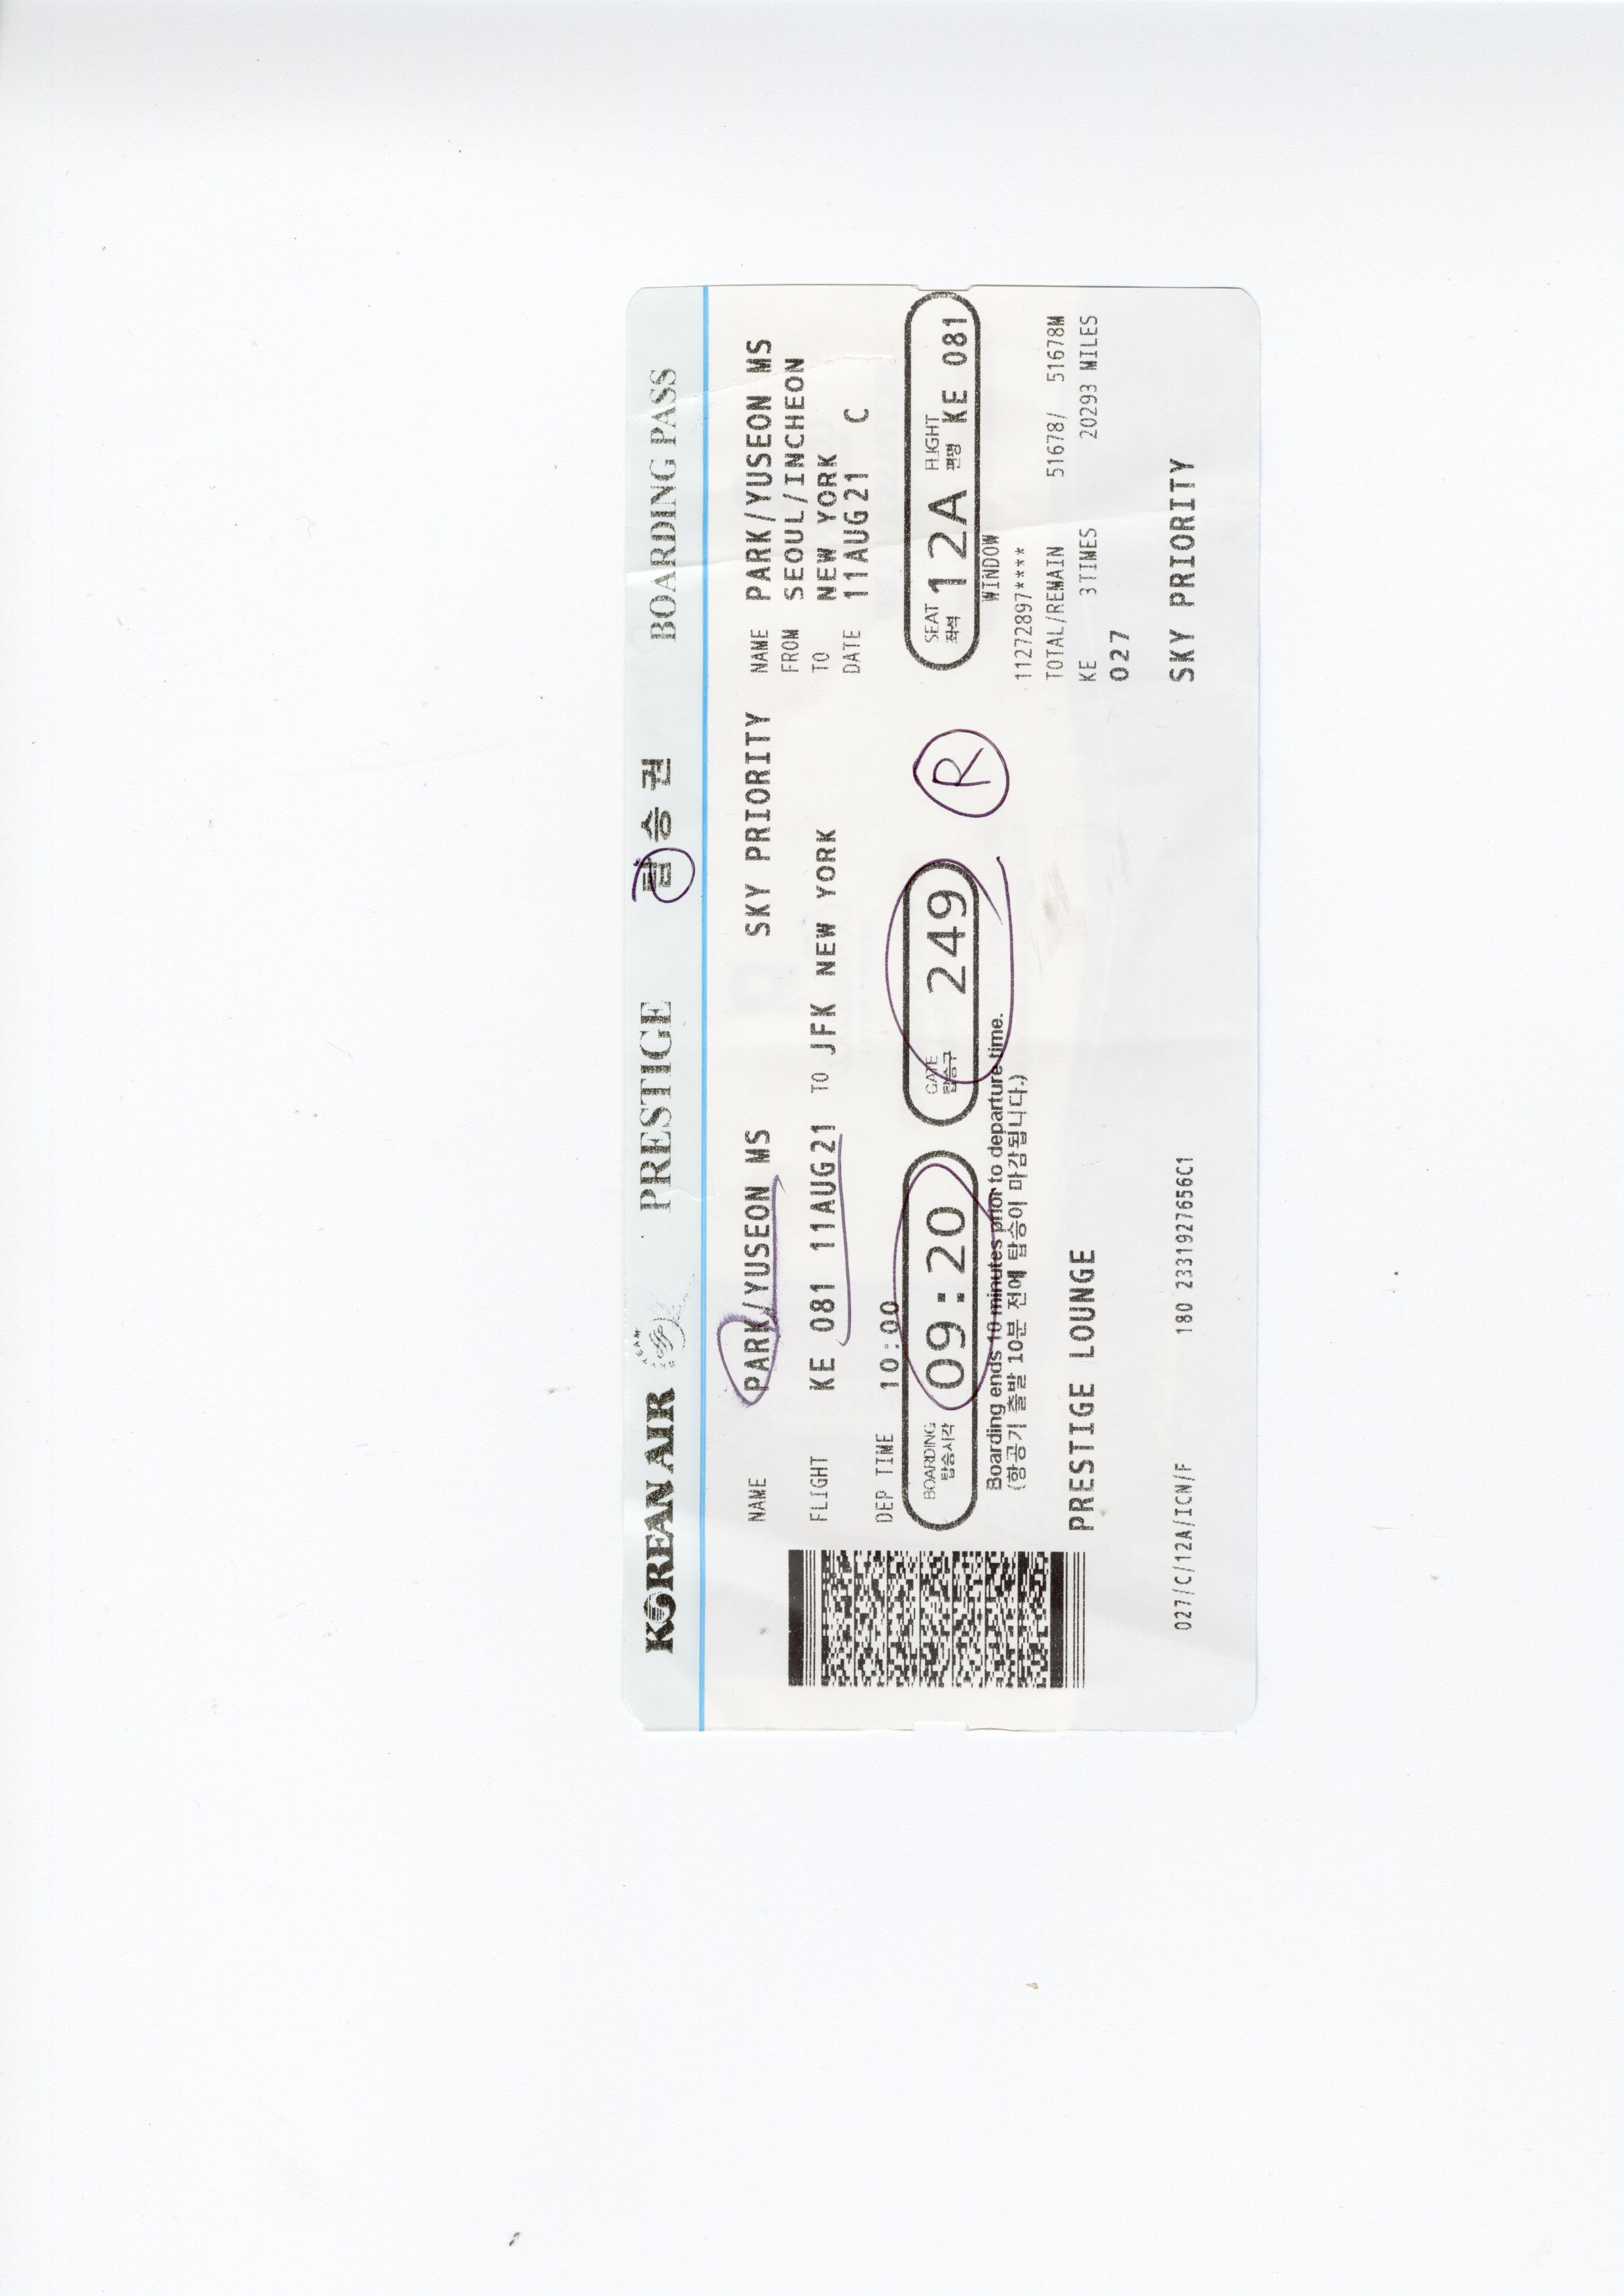 KOREAN AIR PRESTIGE 탑승권 BOARDING PASS
NAME PARK/YUSEON MS SKY PRIORITY
FLIGHT KE 081 11AUG21 TO JFK NEW YORK
DEP TIME 10:00
BOARDING 탑승시각 09:20 GATE 탑승구 249 R
Boarding ends 10 minutes prior to departure time.
(항공기 출발 10분 전에 탑승이 마감됩니다.)
PRESTIGE LOUNGE
027/C/12A/ICN/F 180 2331927656C1
NAME PARK/YUSEON MS
FROM SEOUL/INCHEON
TO NEW YORK
DATE 11AUG21 C
SEAT 좌석 12A FLIGHT 편명 KE 081
WINDOW
11272897****
TOTAL/REMAIN 51678/ 51678M
KE 3TIMES 20293 MILES
027
SKY PRIORITY